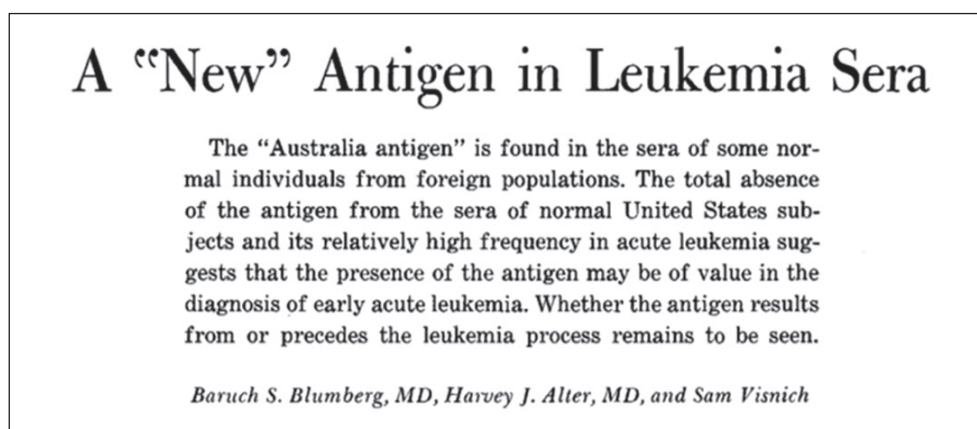 A “New” Antigen in Leukemia Sera
The “Australia antigen” is found in the sera of some nor-
mal individuals from foreign populations. The total absence
of the antigen from the sera of normal United States sub-
jects and its relatively high frequency in acute leukemia sug-
gests that the presence of the antigen may be of value in the
diagnosis of early acute leukemia. Whether the antigen results
from or precedes the leukemia process remains to be seen.
Baruch S. Blumberg, MD, Harvey J. Alter, MD, and Sam Visnich